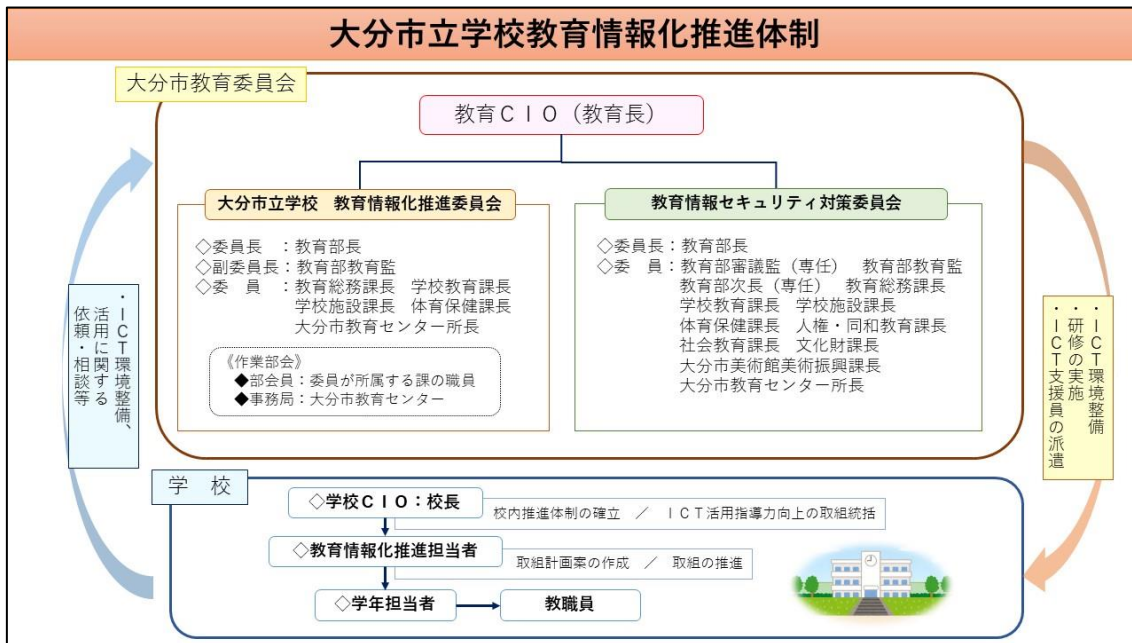 大分市立学校教育情報化推進体制
大分市教育委員会
教育ＣＩＯ（教育長）
大分市立学校　教育情報化推進委員会
◇委員長　：教育部長
◇副委員長：教育部教育監
◇委　員　：教育総務課長　学校教育課長
学校施設課長　体育保健課長
大分市教育センター所長
《作業部会》
◆部会員：委員が所属する課の職員
◆事務局：大分市教育センター
教育情報セキュリティ対策委員会
◇委員長：教育部長
◇委　員：教育部審議監（専任）　教育部教育監
教育部次長（専任）　教育総務課長
学校教育課長　学校施設課長
体育保健課長　人権・同和教育課長
社会教育課長　文化財課長
大分市美術館美術振興課長
大分市教育センター所長
・ＩＣＴ環境整備、
活用に関する
依頼・相談等
・ＩＣＴ環境整備
・研修の実施
・ＩＣＴ支援員の派遣
学　校
◇学校ＣＩＯ：校長
校内推進体制の確立　／　ＩＣＴ活用指導力向上の取組統括
◇教育情報化推進担当者
取組計画案の作成　／　取組の推進
◇学年担当者
教職員